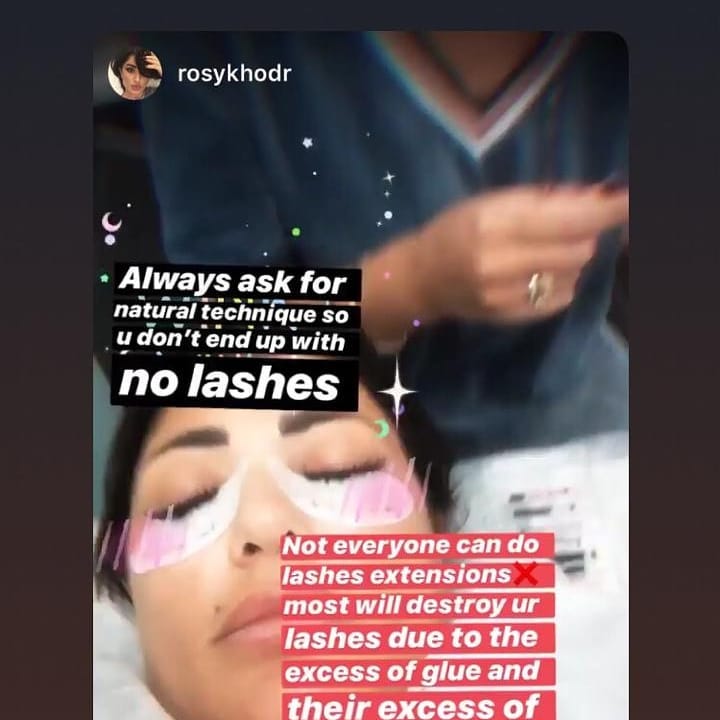 rosykhodr
Always ask for
natural technique so
u don't end up with
no lashes
Not everyone can do
lashes extensions❌
most will destroy ur
lashes due to the
excess of glue and
their excess of